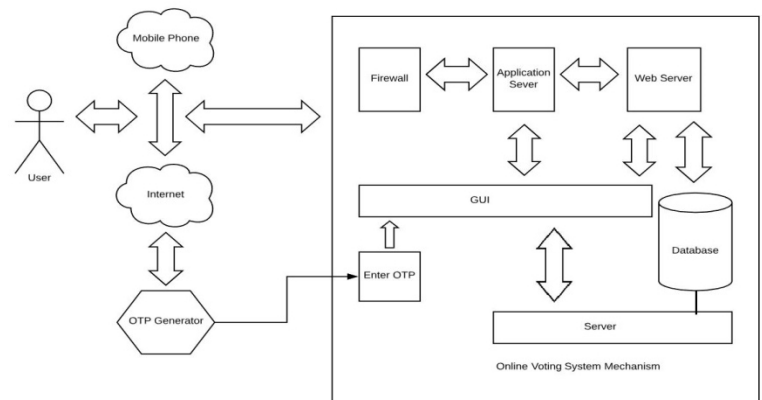 Mobile Phone
Firewall
Application
Sever
Web Server
User
Internet
GUI
Database
Enter OTP
OTP Generator
Server
Online Voting System Mechanism